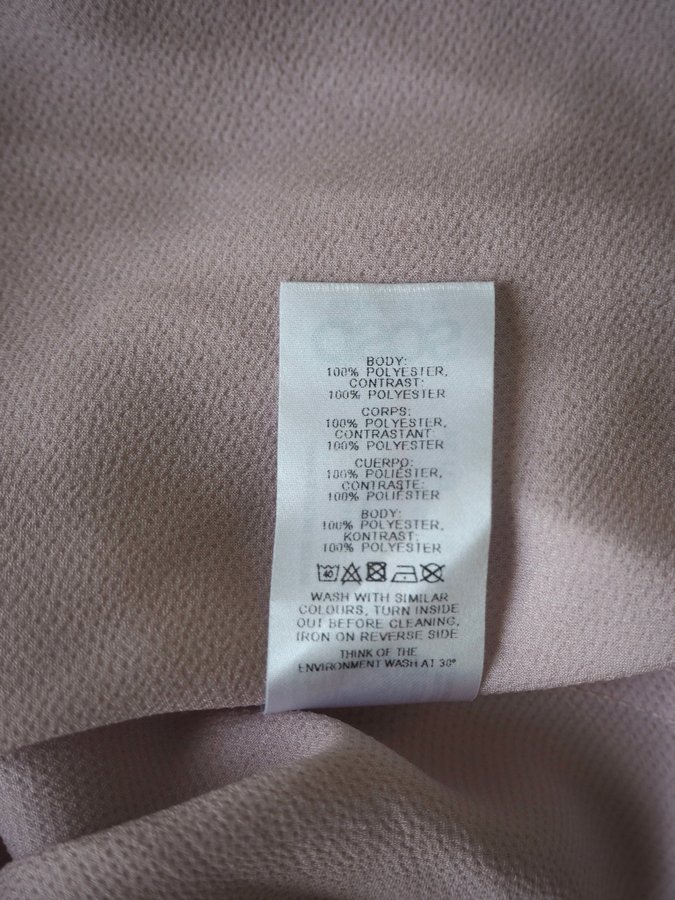 BODY:
100% POLYESTER,
CONTRAST:
100% POLYESTER
CORPS:
100% POLYESTER,
CONTRASTANT:
100% POLYESTER
CUERPO:
100% POLIÉSTER,
CONTRASTE:
100% POLIÉSTER
BODY:
100% POLYESTER,
KONTRAST:
100% POLYESTER
40
WASH WITH SIMILAR
COLOURS, TURN INSIDE
OUT BEFORE CLEANING,
IRON ON REVERSE SIDE
THINK OF THE
ENVIRONMENT WASH AT 30°